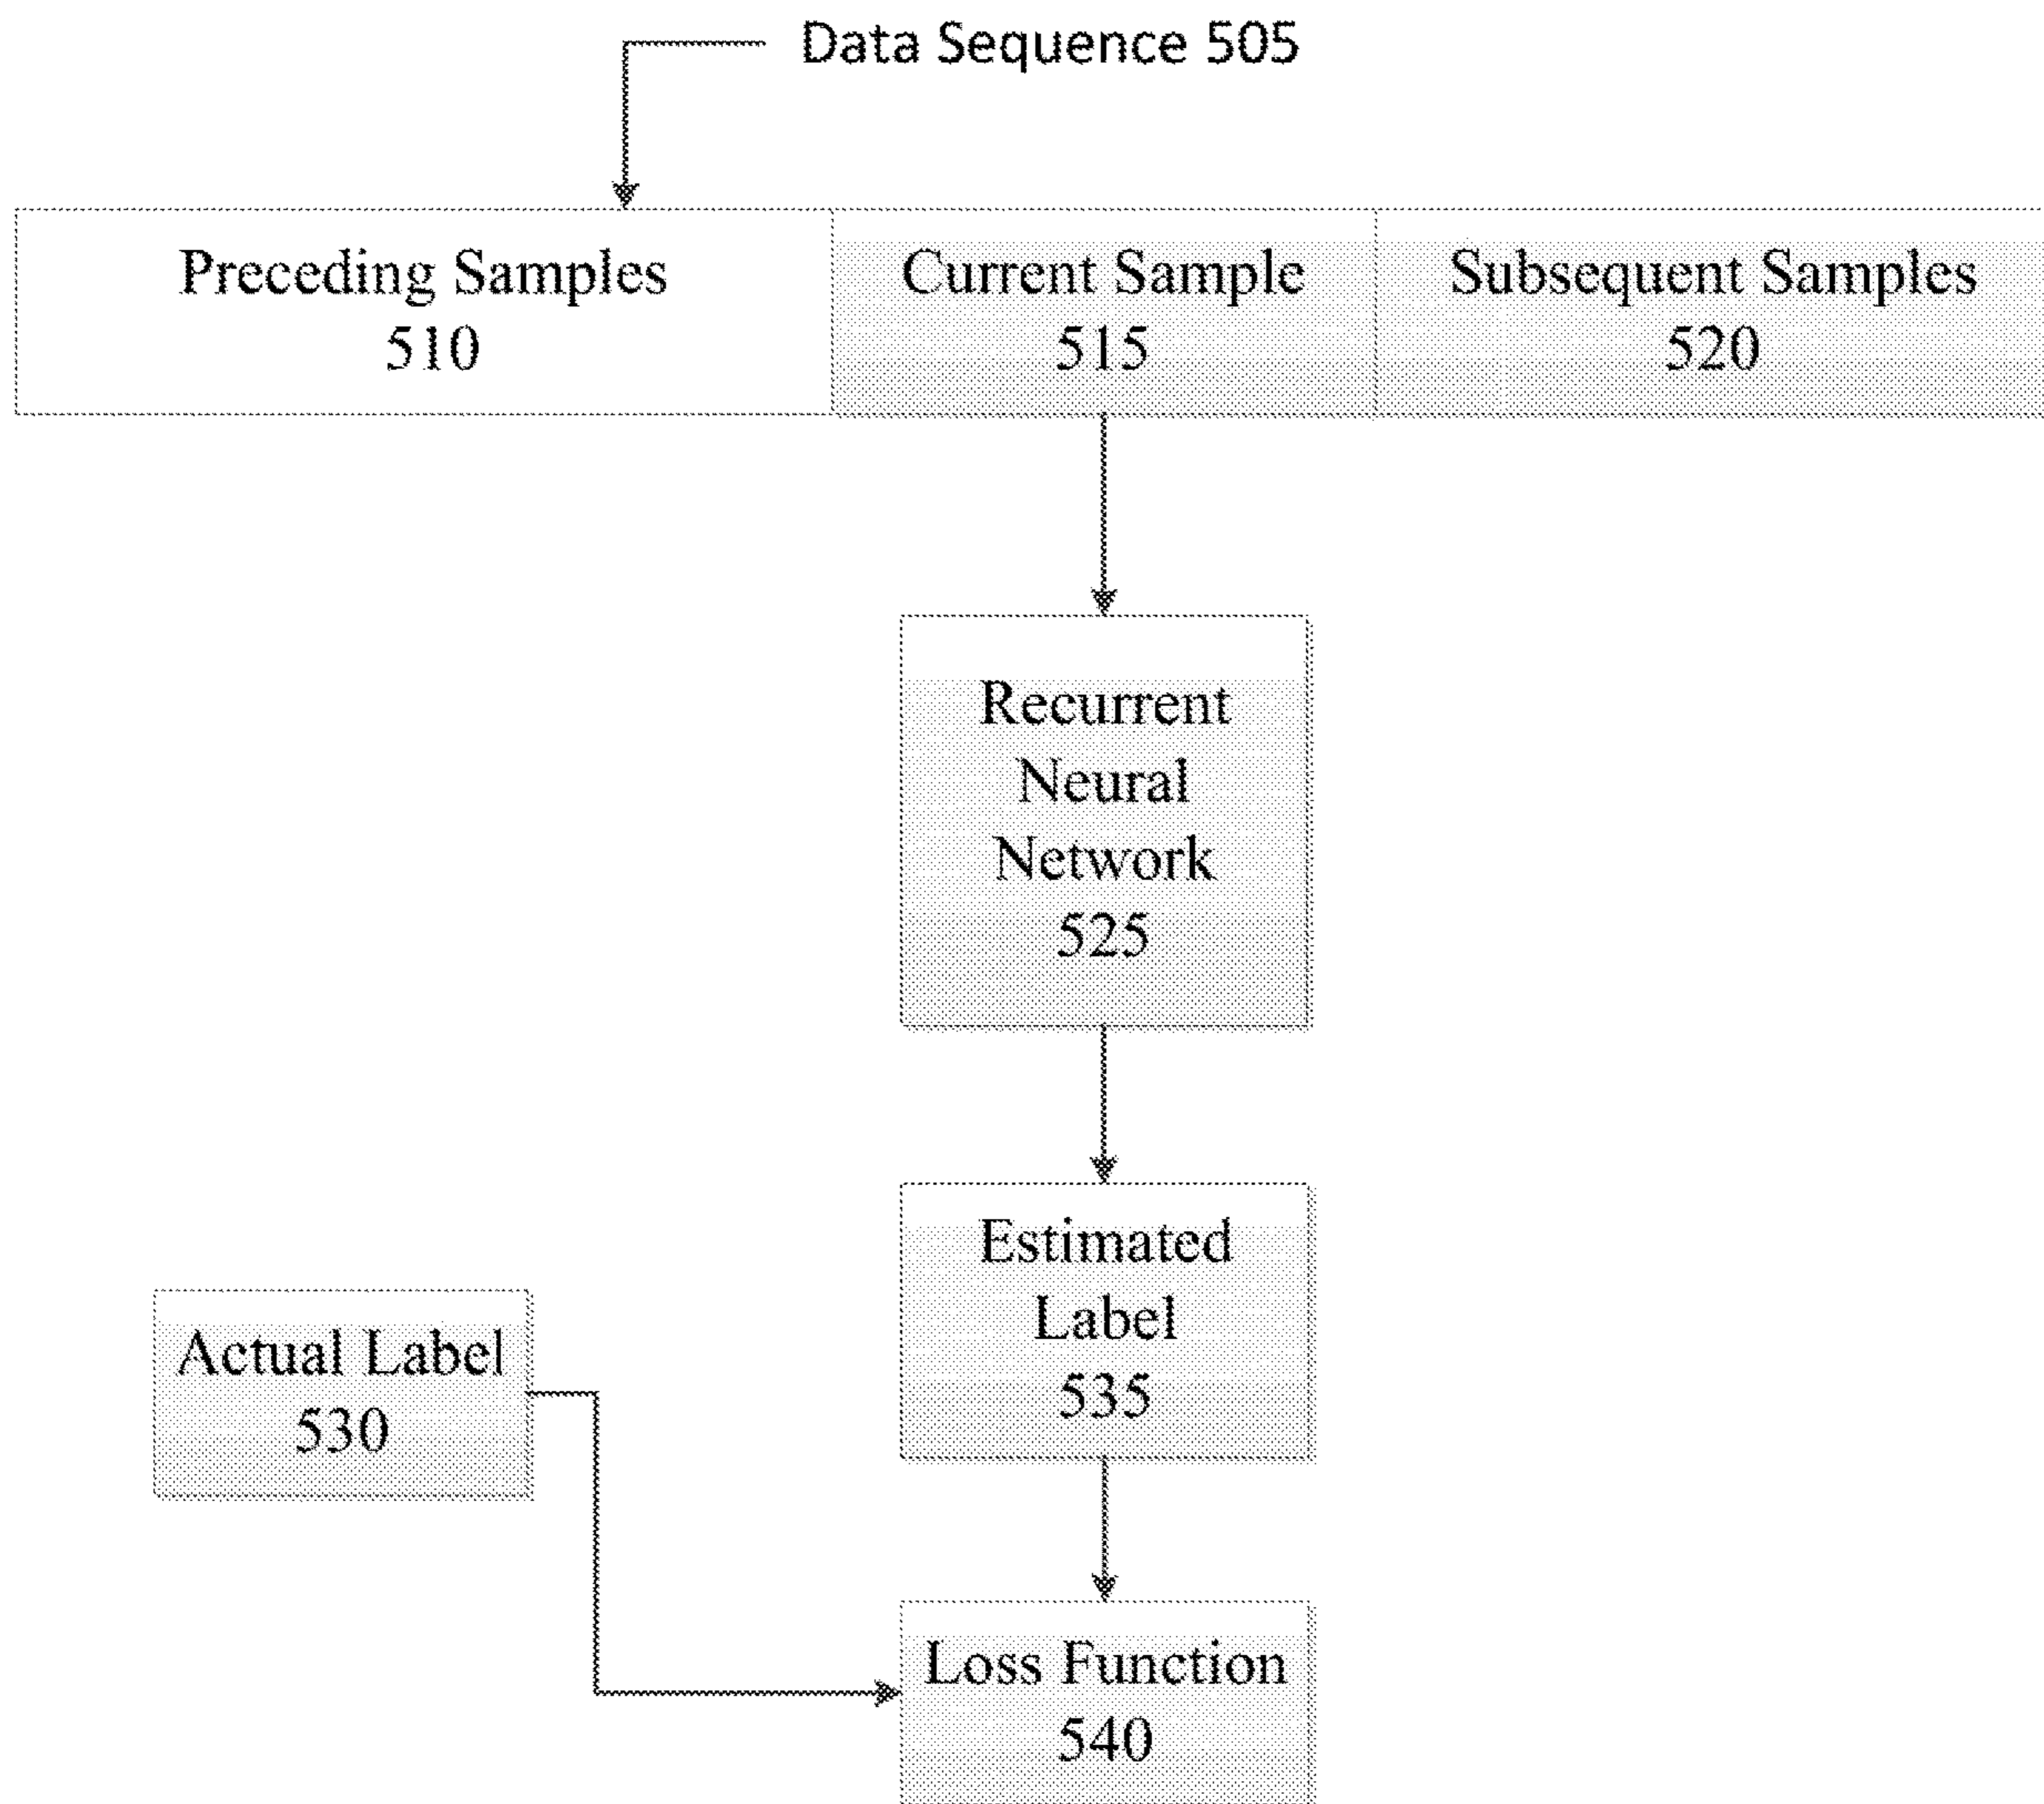 Data Sequence 505
Preceding Samples
510
Current Sample
515
Subsequent Samples
520
Recurrent
Neural
Network
525
Estimated
Label
535
Actual Label
530
Loss Function
540